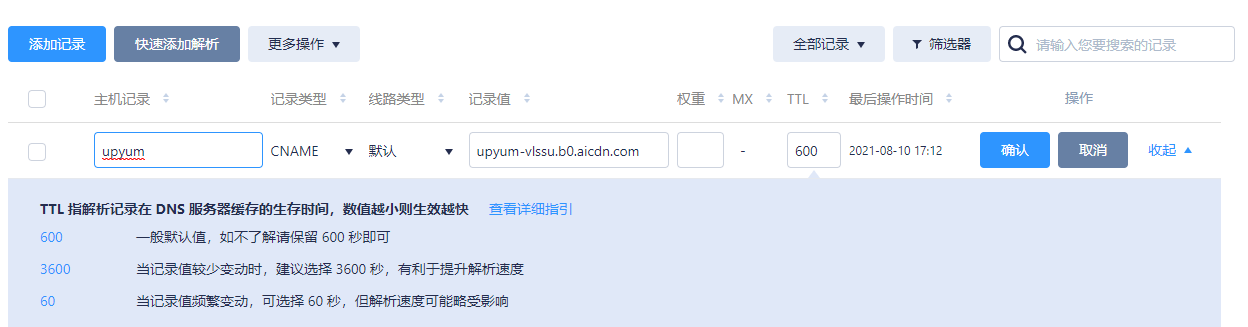 添加记录 快速添加解析 更多操作 全部记录 筛选器 请输入您要搜索的记录
主机记录 记录类型 线路类型 记录值 权重 MX TTL 最后操作时间 操作
upyum CNAME 默认 upyum-vlssu.b0.aicdn.com - 600 2021-08-10 17:12 确认 取消 收起
TTL 指解析记录在 DNS 服务器缓存的生存时间，数值越小则生效越快 查看详细指引
600 一般默认值，如不了解请保留 600 秒即可
3600 当记录值较少变动时，建议选择 3600 秒，有利于提升解析速度
60 当记录值频繁变动，可选择 60 秒，但解析速度可能略受影响